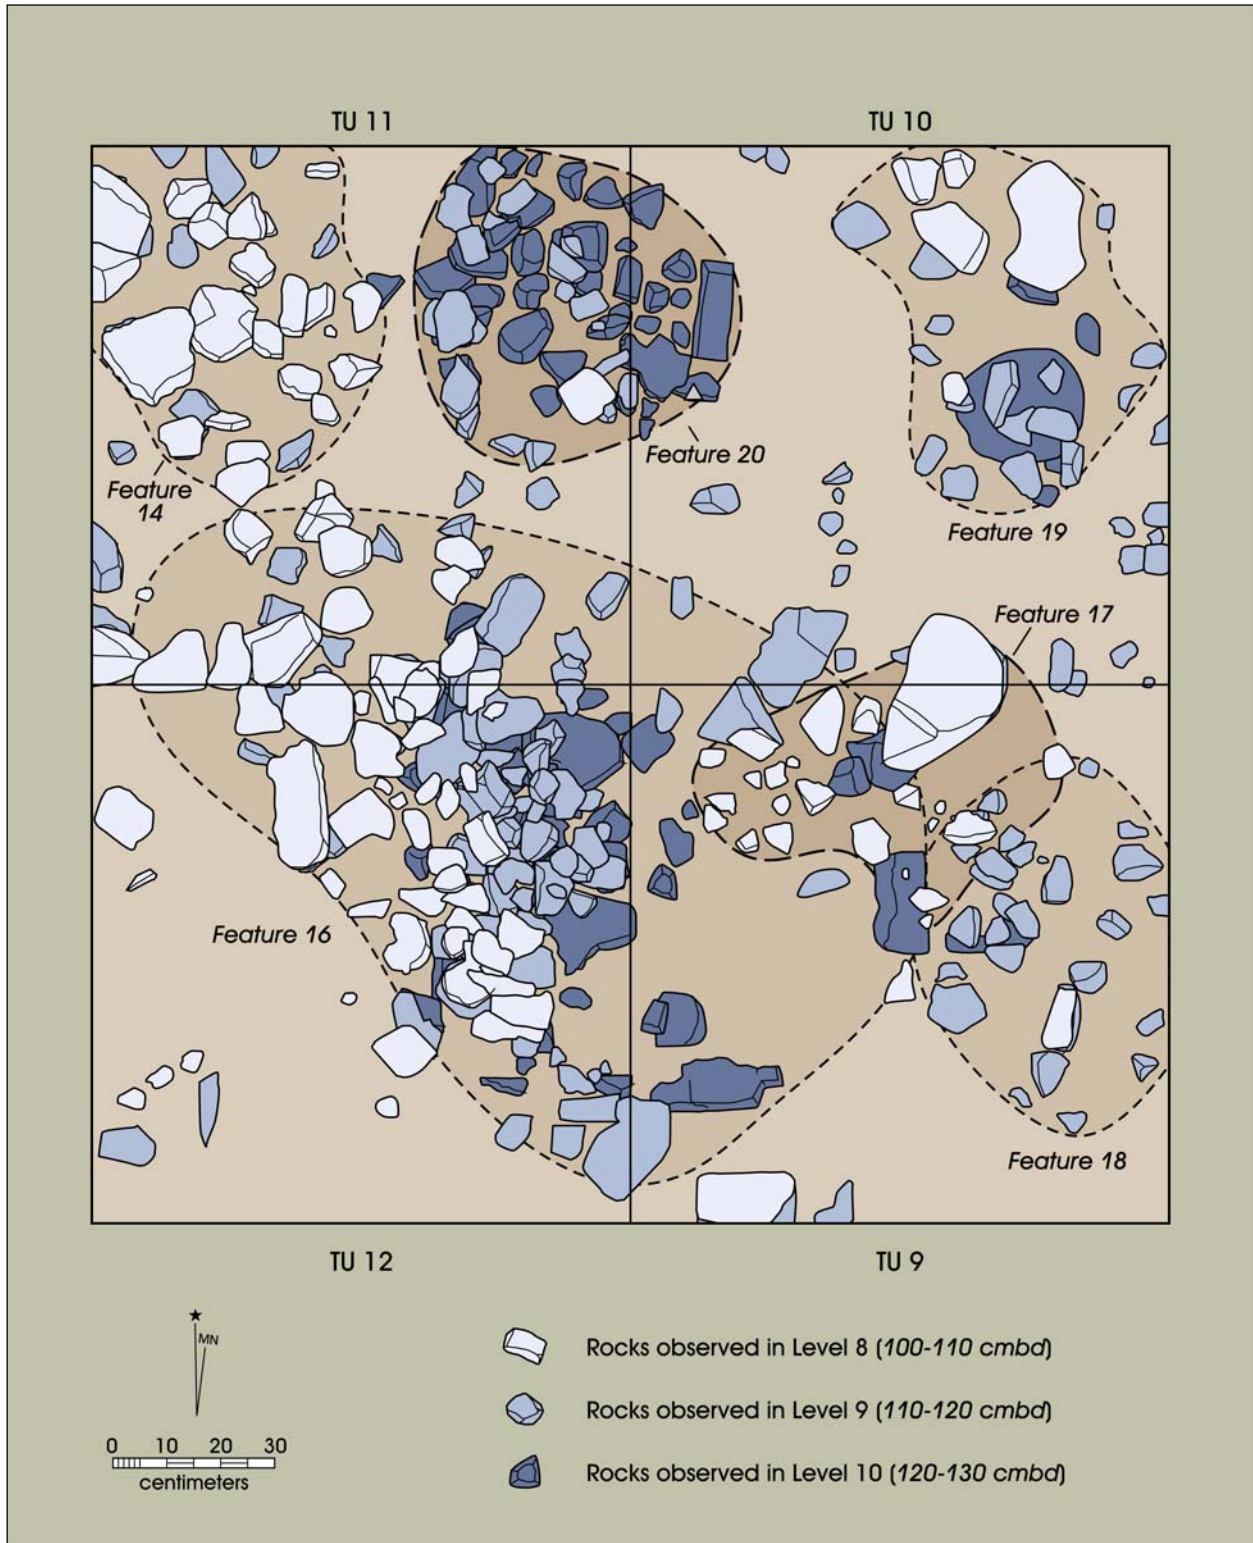 TU 11
TU 10
Feature 20
Feature
14
Feature 19
Feature 17
Feature 16
Feature 18
TU 12
TU 9
MN
Rocks observed in Level 8 (100-110 cmbd)
Rocks observed in Level 9 (110-120 cmbd)
Rocks observed in Level 10 (120-130 cmbd)
0 10 20 30
centimeters